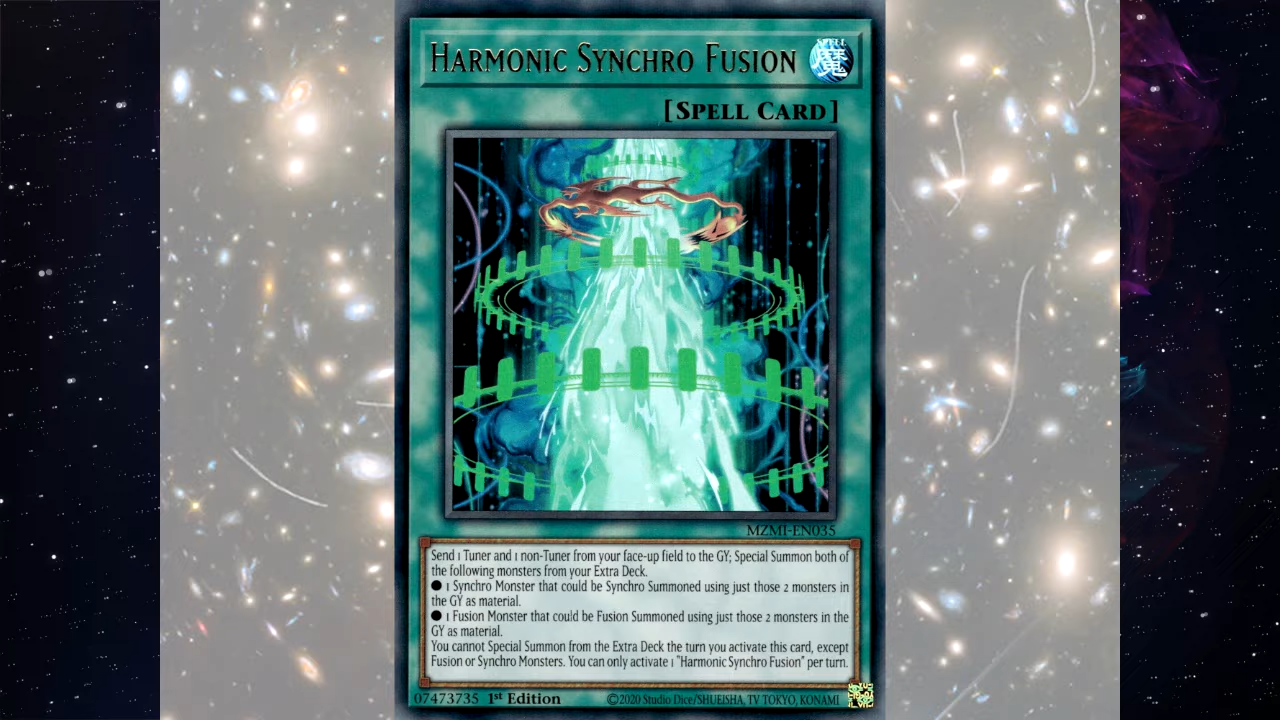 HARMONIC SYNCHRO FUSION
SPELL
魔
[SPELL CARD]
MZMI-EN035
Send 1 Tuner and 1 non-Tuner from your face-up field to the GY; Special Summon both of
the following monsters from your Extra Deck.
● 1 Synchro Monster that could be Synchro Summoned using just those 2 monsters in
the GY as material.
● 1 Fusion Monster that could be Fusion Summoned using just those 2 monsters in the
GY as material.
You cannot Special Summon from the Extra Deck the turn you activate this card, except
Fusion or Synchro Monsters. You can only activate 1 "Harmonic Synchro Fusion" per turn.
07473735 1st Edition ©2020 Studio Dice/SHUEISHA, TV TOKYO, KONAMI